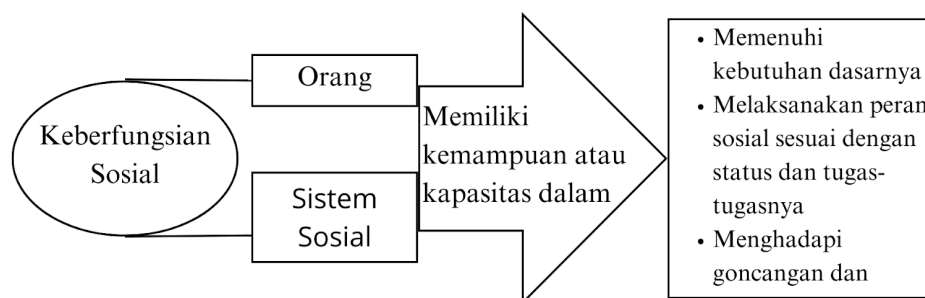 Keberfungsian
Sosial
Orang
Sistem
Sosial
Memiliki
kemampuan atau
kapasitas dalam
• Memenuhi
kebutuhan dasarnya
• Melaksanakan peran
sosial sesuai dengan
status dan tugas-
tugasnya
• Menghadapi
goncangan dan